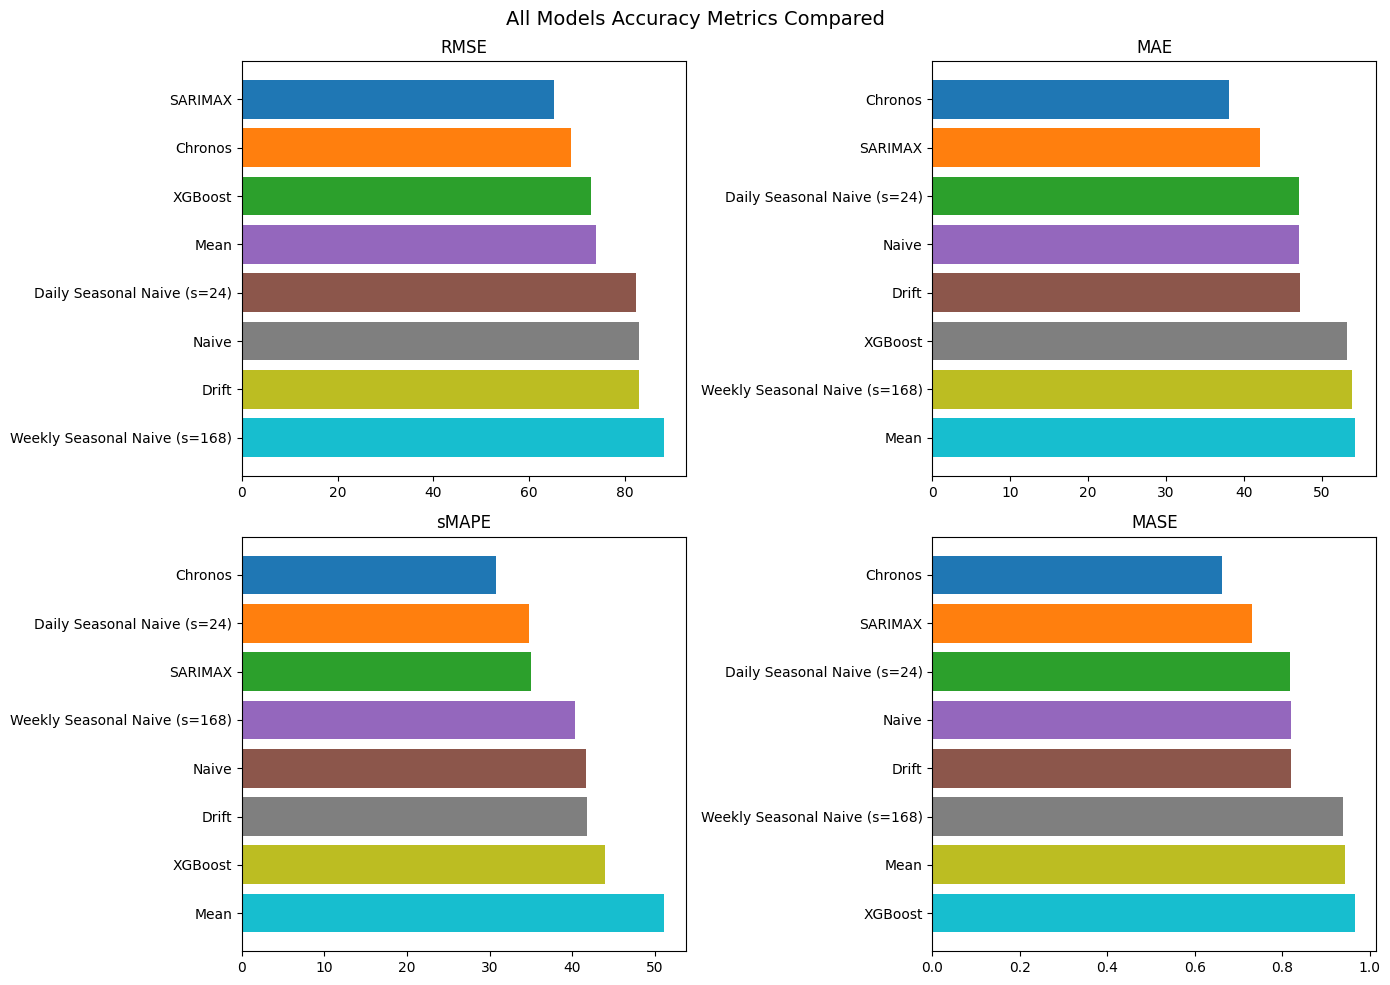 All Models Accuracy Metrics Compared
RMSE
SARIMAX
Chronos
XGBoost
Mean
Daily Seasonal Naive (s=24)
Naive
Drift
Weekly Seasonal Naive (s=168)
0 20 40 60 80
MAE
Chronos
SARIMAX
Daily Seasonal Naive (s=24)
Naive
Drift
XGBoost
Weekly Seasonal Naive (s=168)
Mean
0 10 20 30 40 50
sMAPE
Chronos
Daily Seasonal Naive (s=24)
SARIMAX
Weekly Seasonal Naive (s=168)
Naive
Drift
XGBoost
Mean
0 10 20 30 40 50
MASE
Chronos
SARIMAX
Daily Seasonal Naive (s=24)
Naive
Drift
Weekly Seasonal Naive (s=168)
Mean
XGBoost
0.0 0.2 0.4 0.6 0.8 1.0